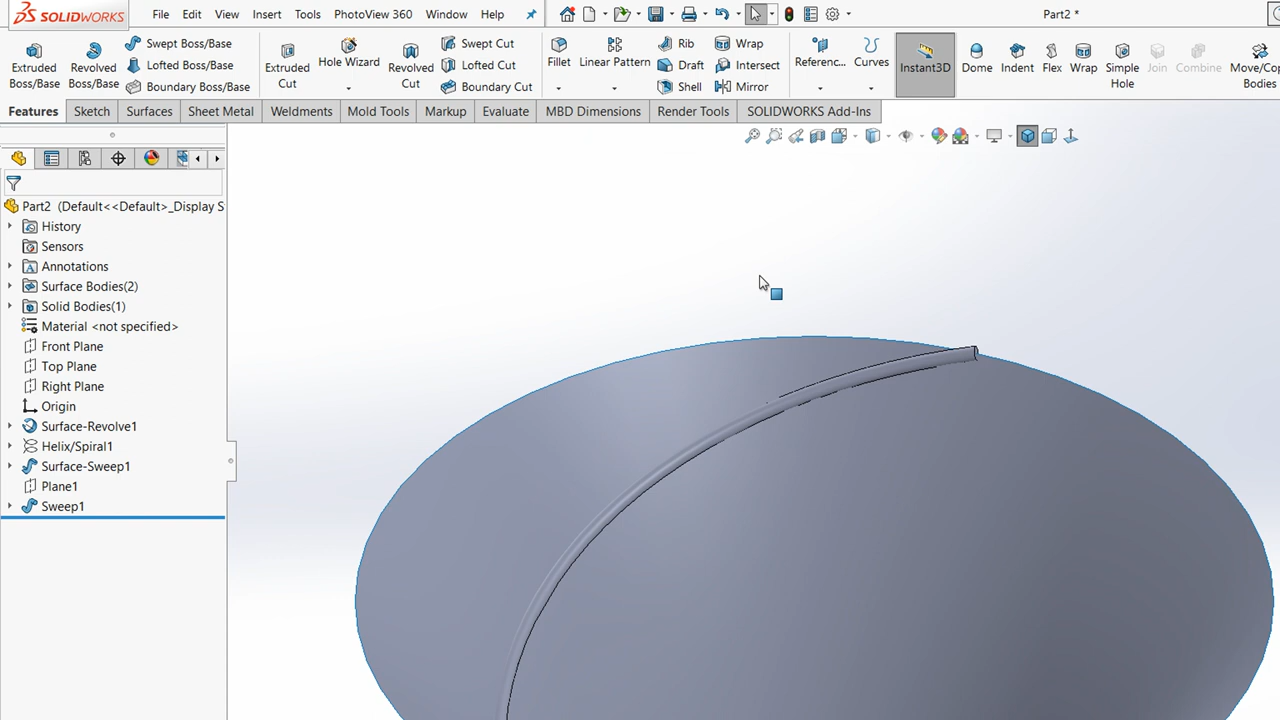 SOLIDWORKS File Edit View Insert Tools PhotoView 360 Window Help Part2 *
Extruded Boss/Base Revolved Boss/Base Swept Boss/Base Lofted Boss/Base Boundary Boss/Base Extruded Cut Hole Wizard Revolved Cut Swept Cut Lofted Cut Boundary Cut Fillet Linear Pattern Rib Draft Shell Wrap Intersect Mirror Referenc... Curves Instant3D Dome Indent Flex Wrap Simple Hole Join Combine Move/Cop Bodies
Features Sketch Surfaces Sheet Metal Weldments Mold Tools Markup Evaluate MBD Dimensions Render Tools SOLIDWORKS Add-Ins
Part2 (Default<<Default>_Display S
History
Sensors
Annotations
Surface Bodies(2)
Solid Bodies(1)
Material <not specified>
Front Plane
Top Plane
Right Plane
Origin
Surface-Revolve1
Helix/Spiral1
Surface-Sweep1
Plane1
Sweep1